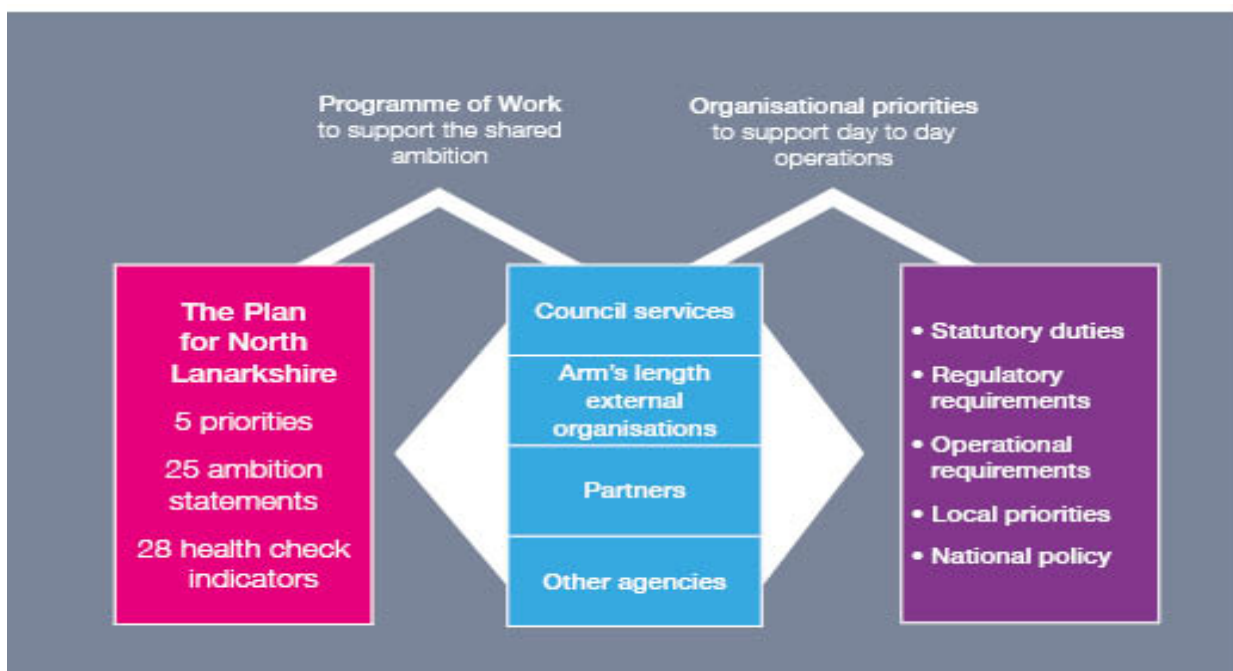 Programme of Work
to support the shared
ambition
Organisational priorities
to support day to day
operations
The Plan
for North
Lanarkshire
5 priorities
25 ambition
statements
28 health check
indicators
Council services
Arm's length
external
organisations
Partners
Other agencies
• Statutory duties
• Regulatory
requirements
• Operational
requirements
• Local priorities
• National policy